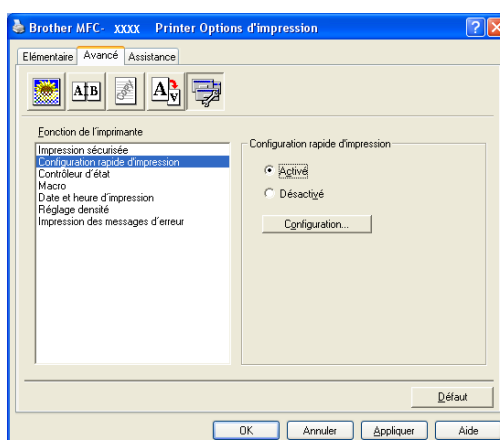 Brother MFC- XXXX Printer Options d'impression
Elémentaire Avancé Assistance
A B
A A
Fonction de l'imprimante
Impression sécurisée
Configuration rapide d'impression
Contrôleur d'état
Macro
Date et heure d'impression
Réglage densité
Impression des messages d'erreur
Configuration rapide d'impression
Activé
Désactivé
Configuration...
Défaut
OK Annuler Appliquer Aide